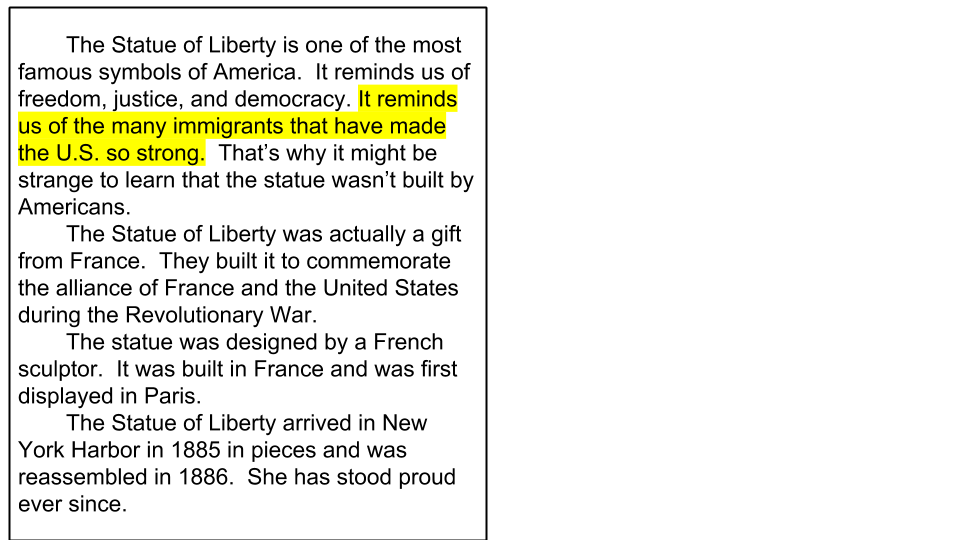 The Statue of Liberty is one of the most
famous symbols of America.  It reminds us of
freedom, justice, and democracy. It reminds
us of the many immigrants that have made
the U.S. so strong.  That’s why it might be
strange to learn that the statue wasn’t built by
Americans.
The Statue of Liberty was actually a gift
from France.  They built it to commemorate
the alliance of France and the United States
during the Revolutionary War.
The statue was designed by a French
sculptor.  It was built in France and was first
displayed in Paris.
The Statue of Liberty arrived in New
York Harbor in 1885 in pieces and was
reassembled in 1886.  She has stood proud
ever since.